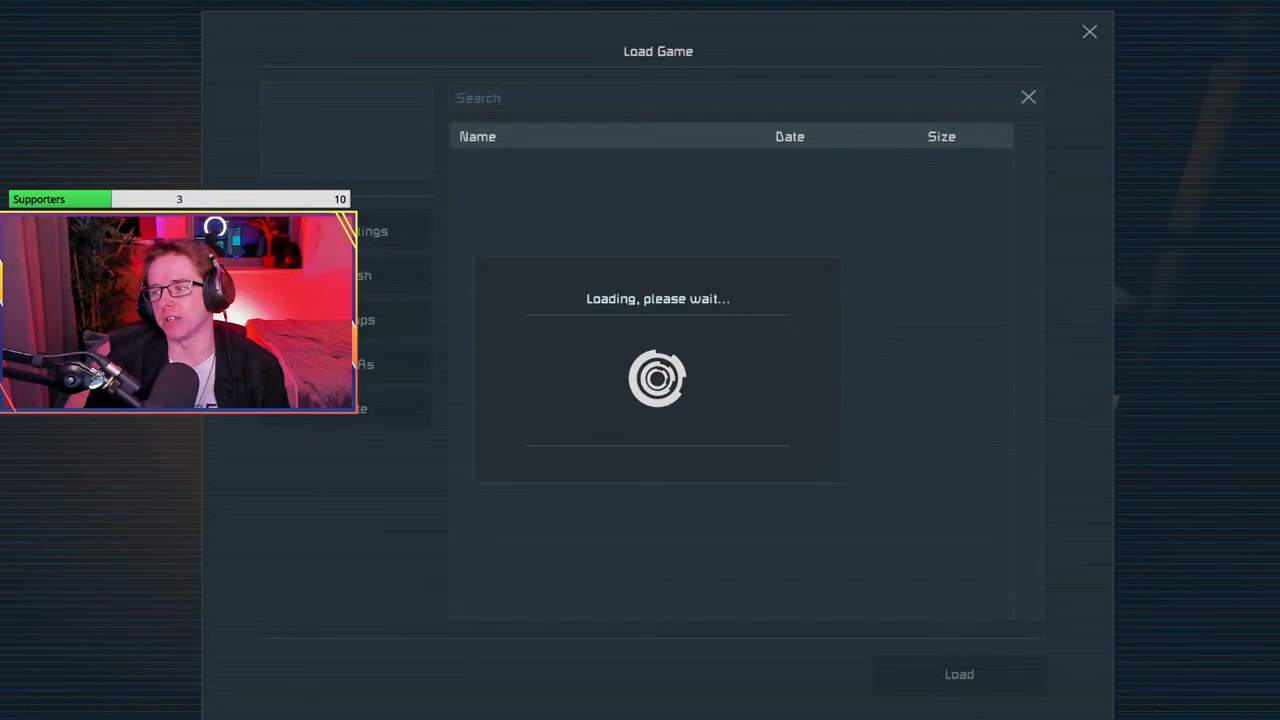 Load Game
Search
Name Date Size
Supporters 3 10
Loading, please wait...
Load